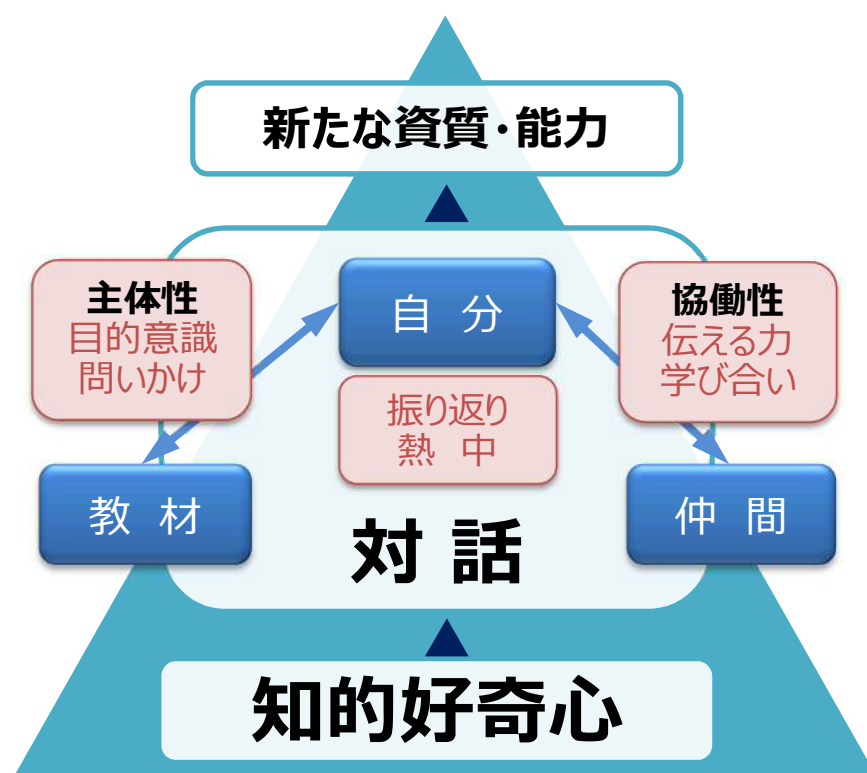 新たな資質・能力
主体性
目的意識
問いかけ
自 分
協働性
伝える力
学び合い
振り返り
熱 中
教 材
仲 間
対 話
知的好奇心